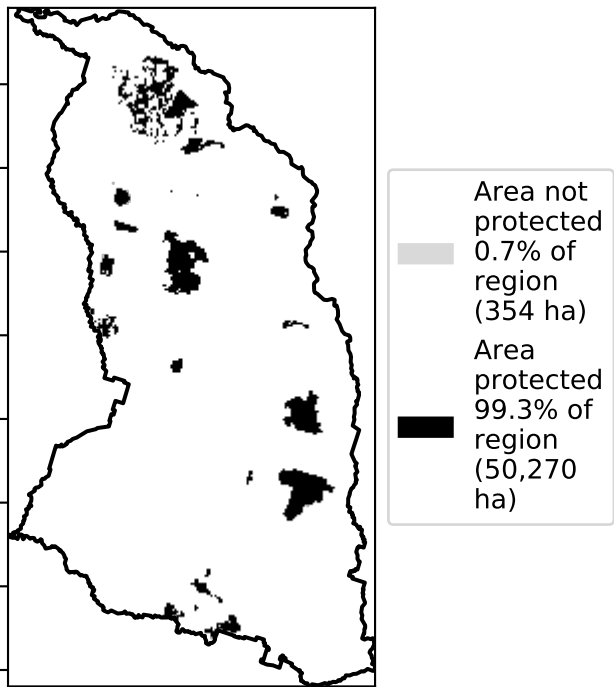 Area not
protected
0.7% of
region
(354 ha)
Area
protected
99.3% of
region
(50,270
ha)